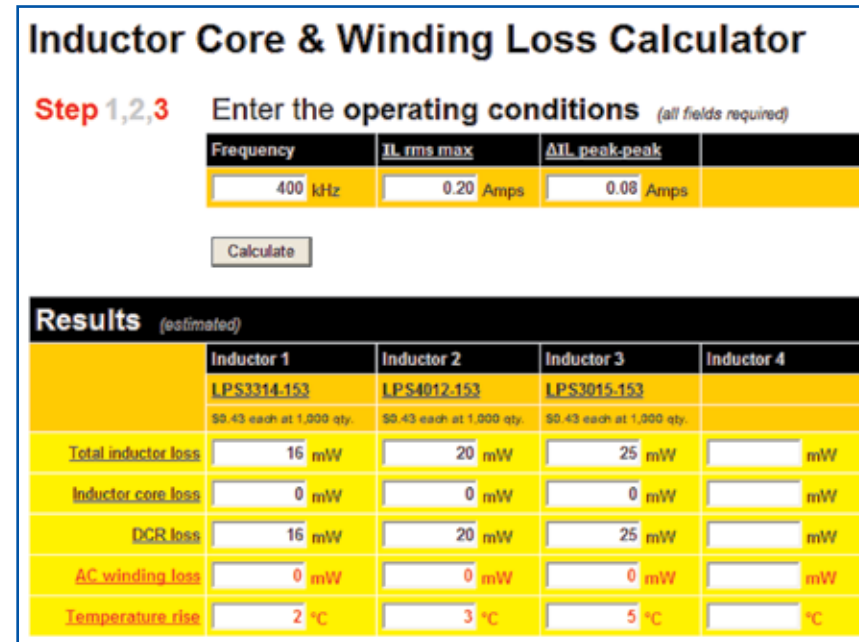 Inductor Core & Winding Loss Calculator
Step 1,2,3 Enter the operating conditions (all fields required)
Frequency IL rms max ΔIL peak-peak
400 kHz 0.20 Amps 0.08 Amps
Calculate
Results (estimated)
Inductor 1 Inductor 2 Inductor 3 Inductor 4
LPS3314-153 LPS4012-153 LPS3015-153
$0.43 each at 1,000 qty. $0.43 each at 1,000 qty. $0.43 each at 1,000 qty.
Total inductor loss 16 mW 20 mW 25 mW mW
Inductor core loss 0 mW 0 mW 0 mW mW
DCR loss 16 mW 20 mW 25 mW mW
AC winding loss 0 mW 0 mW 0 mW mW
Temperature rise 2 °C 3 °C 5 °C °C